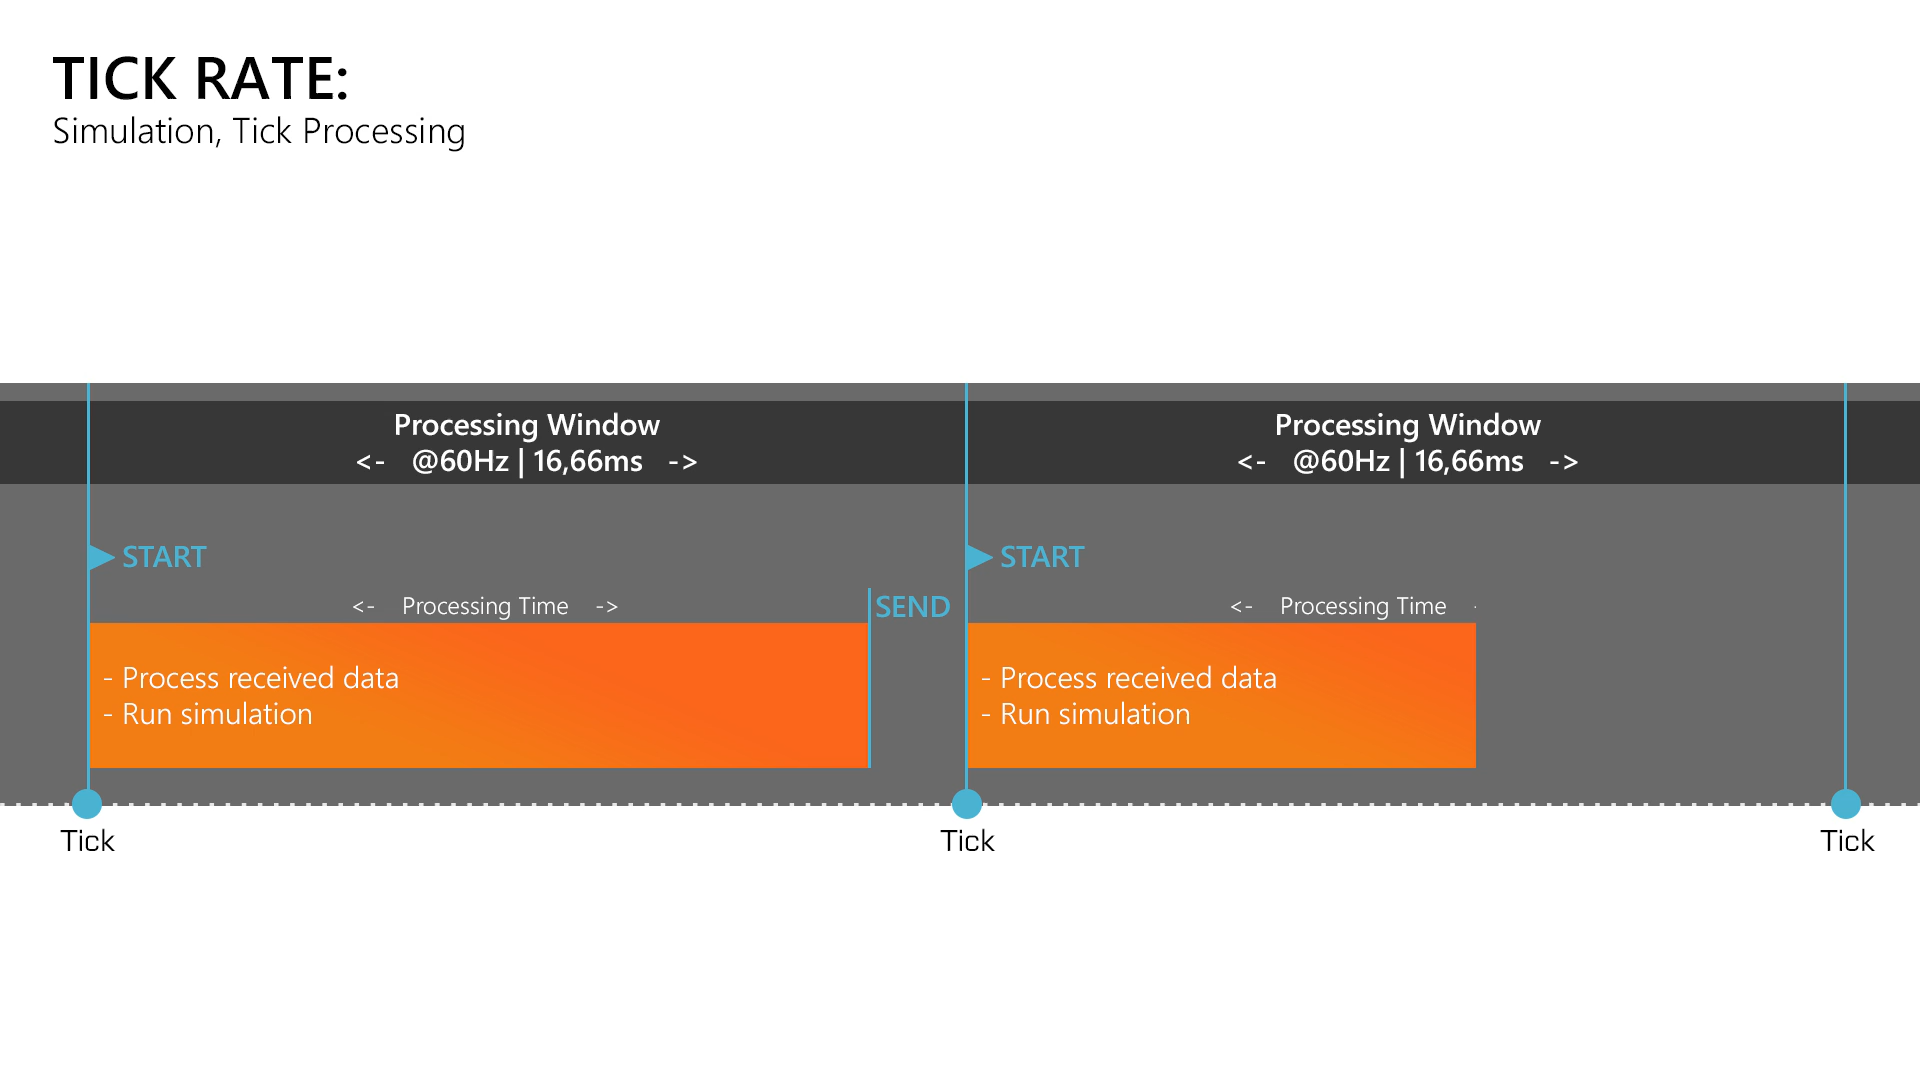 TICK RATE:
Simulation, Tick Processing
Processing Window
<- @60Hz | 16,66ms ->
Processing Window
<- @60Hz | 16,66ms ->
START
START
<- Processing Time ->
SEND
<- Processing Time
- Process received data
- Run simulation
- Process received data
- Run simulation
Tick
Tick
Tick